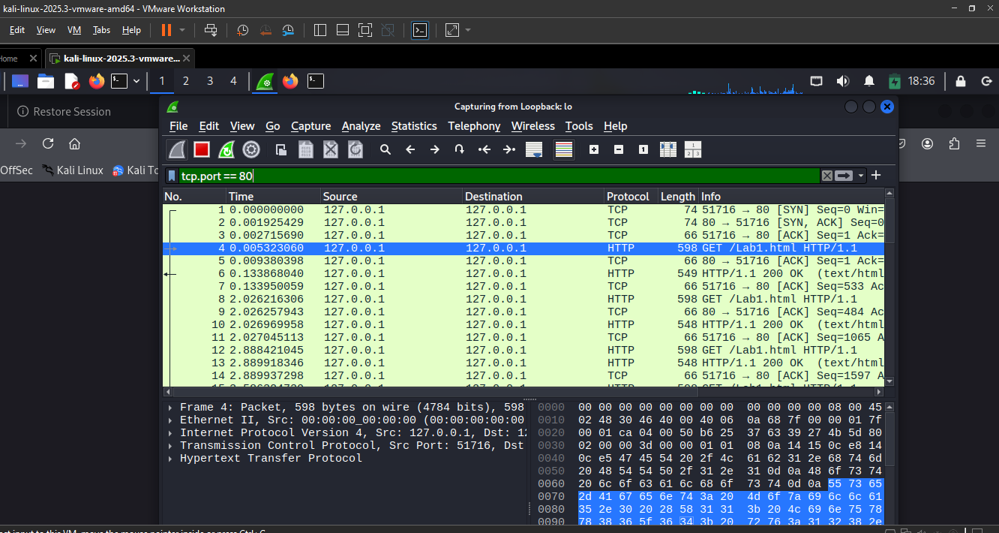 kali-linux-2025.3-vmware-amd64 - VMware Workstation
Edit View VM Tabs Help
Home kali-linux-2025.3-vmware...
1 2 3 4 18:36
Restore Session
Capturing from Loopback: lo
File Edit View Go Capture Analyze Statistics Telephony Wireless Tools Help
OffSec Kali Linux Kali To
tcp.port == 80
No. Time Source Destination Protocol Length Info
1 0.000000000 127.0.0.1 127.0.0.1 TCP 74 51716 → 80 [SYN] Seq=0 Win=
2 0.001925429 127.0.0.1 127.0.0.1 TCP 74 80 → 51716 [SYN, ACK] Seq=0
3 0.002715690 127.0.0.1 127.0.0.1 TCP 66 51716 → 80 [ACK] Seq=1 Ack=
4 0.005323060 127.0.0.1 127.0.0.1 HTTP 598 GET /Lab1.html HTTP/1.1
5 0.009380398 127.0.0.1 127.0.0.1 TCP 66 80 → 51716 [ACK] Seq=1 Ack=
6 0.133868040 127.0.0.1 127.0.0.1 HTTP 549 HTTP/1.1 200 OK (text/html
7 0.133950059 127.0.0.1 127.0.0.1 TCP 66 51716 → 80 [ACK] Seq=533 Ac
8 2.026216306 127.0.0.1 127.0.0.1 HTTP 598 GET /Lab1.html HTTP/1.1
9 2.026257943 127.0.0.1 127.0.0.1 TCP 66 80 → 51716 [ACK] Seq=484 Ac
10 2.026969958 127.0.0.1 127.0.0.1 HTTP 548 HTTP/1.1 200 OK (text/html
11 2.027045113 127.0.0.1 127.0.0.1 TCP 66 51716 → 80 [ACK] Seq=1065 A
12 2.888421045 127.0.0.1 127.0.0.1 HTTP 598 GET /Lab1.html HTTP/1.1
13 2.889918346 127.0.0.1 127.0.0.1 HTTP 548 HTTP/1.1 200 OK (text/html
14 2.889937298 127.0.0.1 127.0.0.1 TCP 66 51716 → 80 [ACK] Seq=1597 A
Frame 4: Packet, 598 bytes on wire (4784 bits), 598
Ethernet II, Src: 00:00:00_00:00:00 (00:00:00:00:00
Internet Protocol Version 4, Src: 127.0.0.1, Dst: 12
Transmission Control Protocol, Src Port: 51716, Dst
Hypertext Transfer Protocol
0000 00 00 00 00 00 00 00 00 00 00 00 00 08 00 45
0010 02 48 30 46 40 00 40 06 0a 68 7f 00 00 01 7f
0020 00 01 ca 04 00 50 b6 25 37 63 39 27 4b 5d 80
0030 02 00 00 3d 00 00 01 01 08 0a 14 15 0c e8 14
0040 0c e5 47 45 54 20 2f 4c 61 62 31 2e 68 74 6d
0050 20 48 54 54 50 2f 31 2e 31 0d 0a 48 6f 73 74
0060 20 6c 6f 63 61 6c 68 6f 73 74 0d 0a 55 73 65
0070 2d 41 67 65 6e 74 3a 20 4d 6f 7a 69 6c 6c 61
0080 35 2e 30 20 28 58 31 31 3b 20 4c 69 6e 75 78
0090 78 38 36 5f 36 34 3b 20 72 76 3a 31 32 38 2e